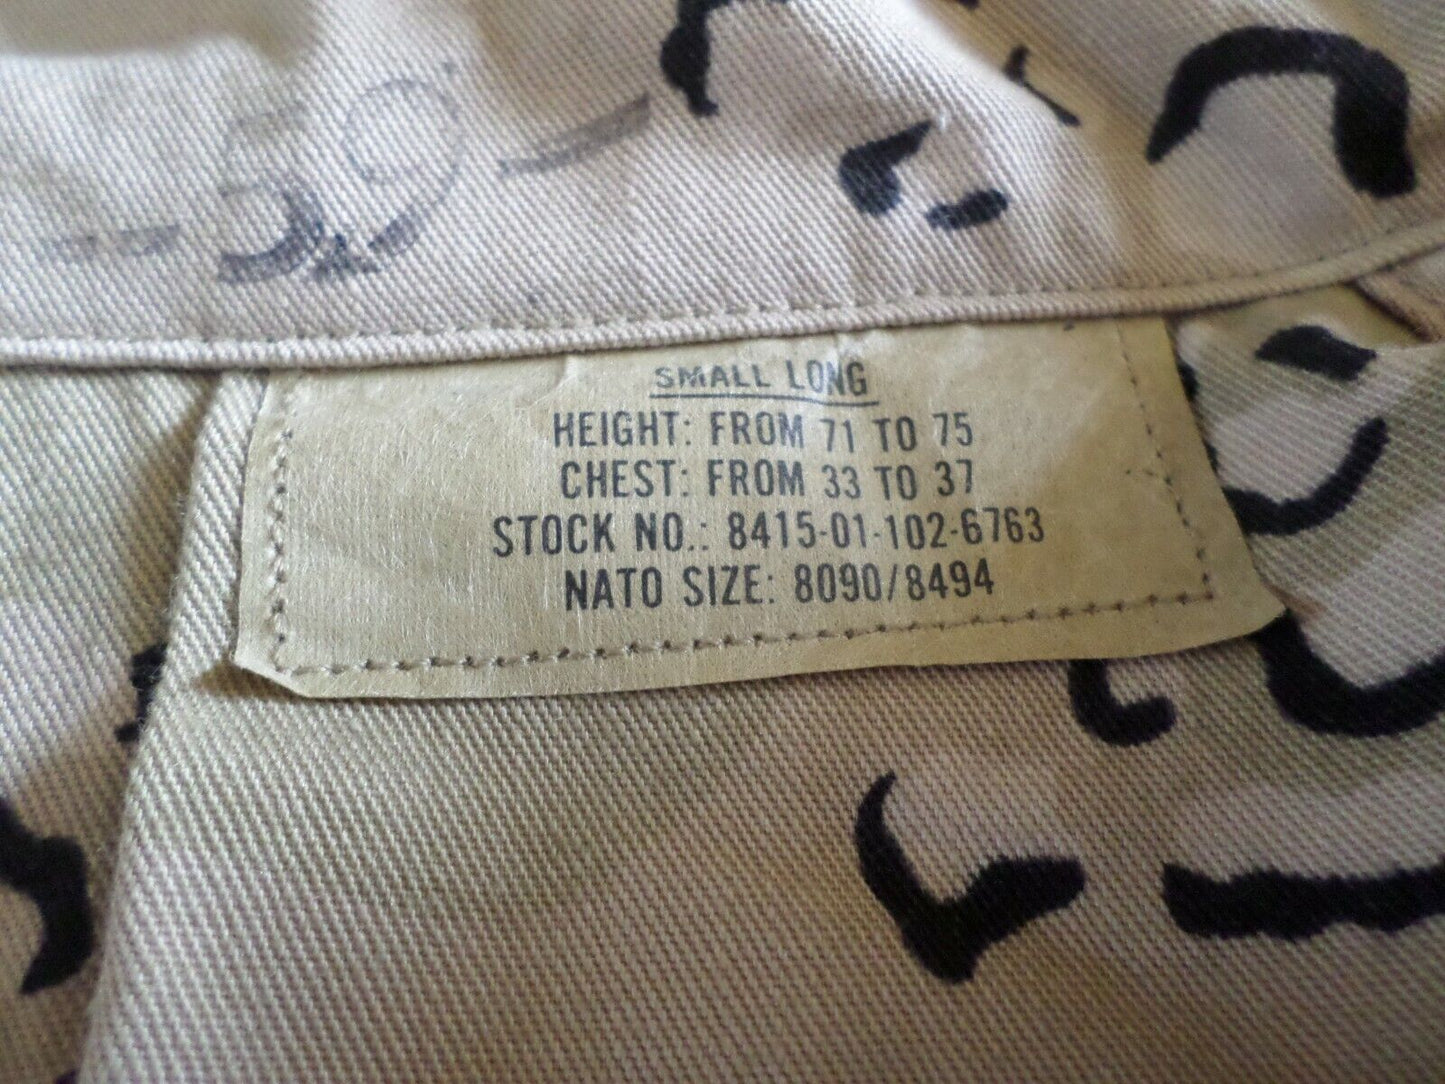 59
SMALL LONG
HEIGHT: FROM 71 TO 75
CHEST: FROM 33 TO 37
STOCK NO.: 8415-01-102-6763
NATO SIZE: 8090/8494